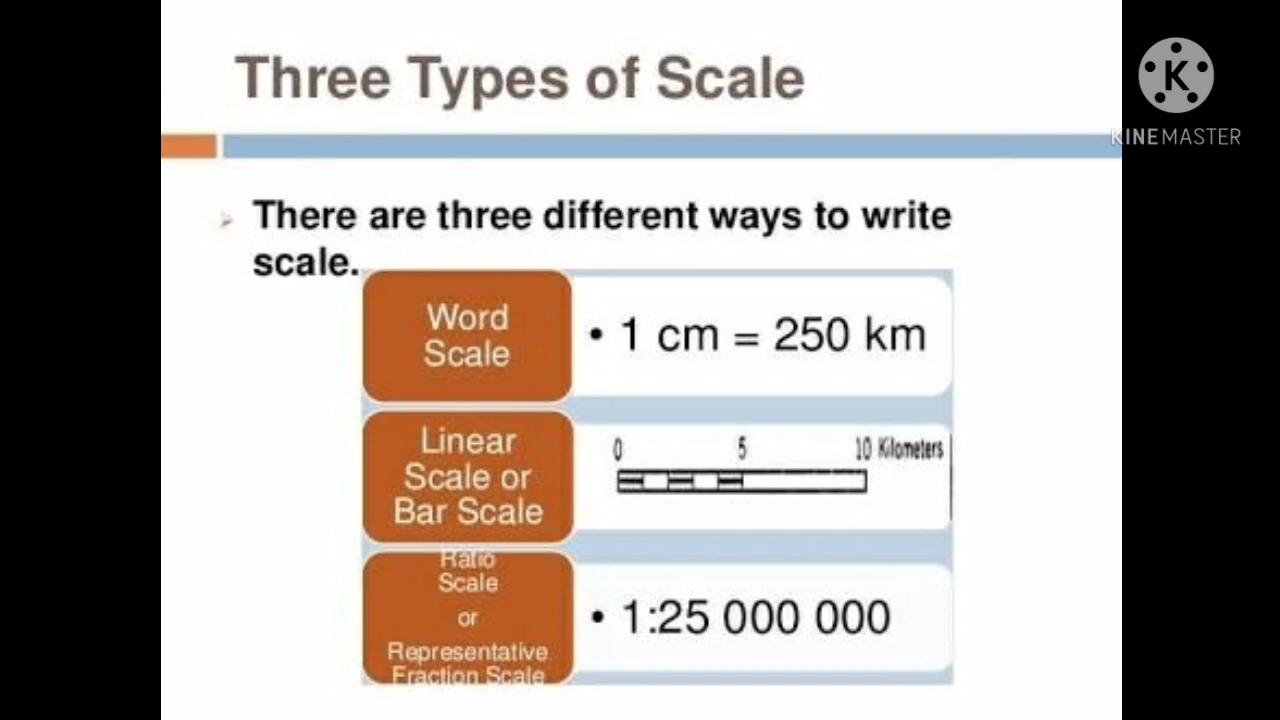 Three Types of Scale
K
KINEMASTER
There are three different ways to write
scale.
Word
Scale
• 1 cm = 250 km
Linear
Scale or
Bar Scale
0 5 10 Kilometers
Ratio
Scale
or
Representative
Fraction Scale
• 1:25 000 000